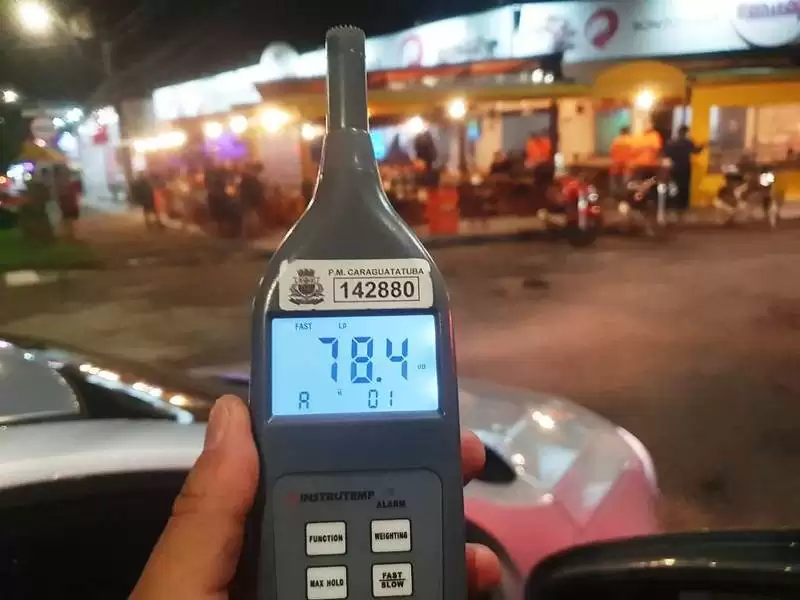 P.M. CARAGUATATUBA
142880
FAST Lp
78.4 dB
A 01
INSTRUTEMP
ALARM
FUNCTION
WEIGHTING
MAX HOLD
FAST
SLOW